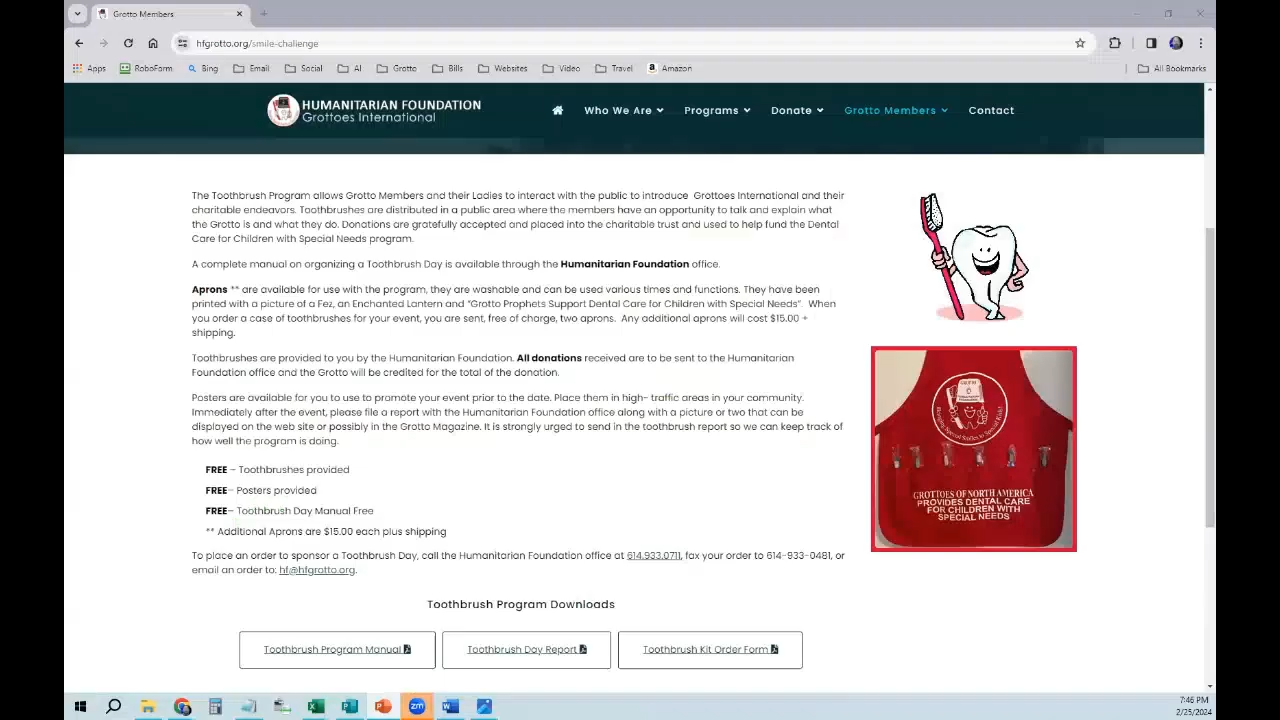 Grotto Members
hfgrotto.org/smile-challenge
Apps RoboForm Bing Email Social AI Grotto Bills Websites Video Travel Amazon All Bookmarks
HUMANITARIAN FOUNDATION
Grottoes International
Who We Are Programs Donate Grotto Members Contact
The Toothbrush Program allows Grotto Members and their Ladies to interact with the public to introduce Grottoes International and their
charitable endeavors. Toothbrushes are distributed in a public area where the members have an opportunity to talk and explain what
the Grotto is and what they do. Donations are gratefully accepted and placed into the charitable trust and used to help fund the Dental
Care for Children with Special Needs program.
A complete manual on organizing a Toothbrush Day is available through the Humanitarian Foundation office.
Aprons ** are available for use with the program, they are washable and can be used various times and functions. They have been
printed with a picture of a Fez, an Enchanted Lantern and “Grotto Prophets Support Dental Care for Children with Special Needs”. When
you order a case of toothbrushes for your event, you are sent, free of charge, two aprons. Any additional aprons will cost $15.00 +
shipping.
Toothbrushes are provided to you by the Humanitarian Foundation. All donations received are to be sent to the Humanitarian
Foundation office and the Grotto will be credited for the total of the donation.
Posters are available for you to use to promote your event prior to the date. Place them in high- traffic areas in your community.
Immediately after the event, please file a report with the Humanitarian Foundation office along with a picture or two that can be
displayed on the web site or possibly in the Grotto Magazine. It is strongly urged to send in the toothbrush report so we can keep track of
how well the program is doing.
FREE – Toothbrushes provided
FREE– Posters provided
FREE– Toothbrush Day Manual Free
** Additional Aprons are $15.00 each plus shipping
To place an order to sponsor a Toothbrush Day, call the Humanitarian Foundation office at 614.933.0711, fax your order to 614-933-0481, or
email an order to: hf@hfgrotto.org.
GROTTO
GROTTOES OF NORTH AMERICA
PROVIDES DENTAL CARE
FOR CHILDREN WITH
SPECIAL NEEDS
Toothbrush Program Downloads
Toothbrush Program Manual Toothbrush Day Report Toothbrush Kit Order Form
zm
7:46 PM
2/25/2024